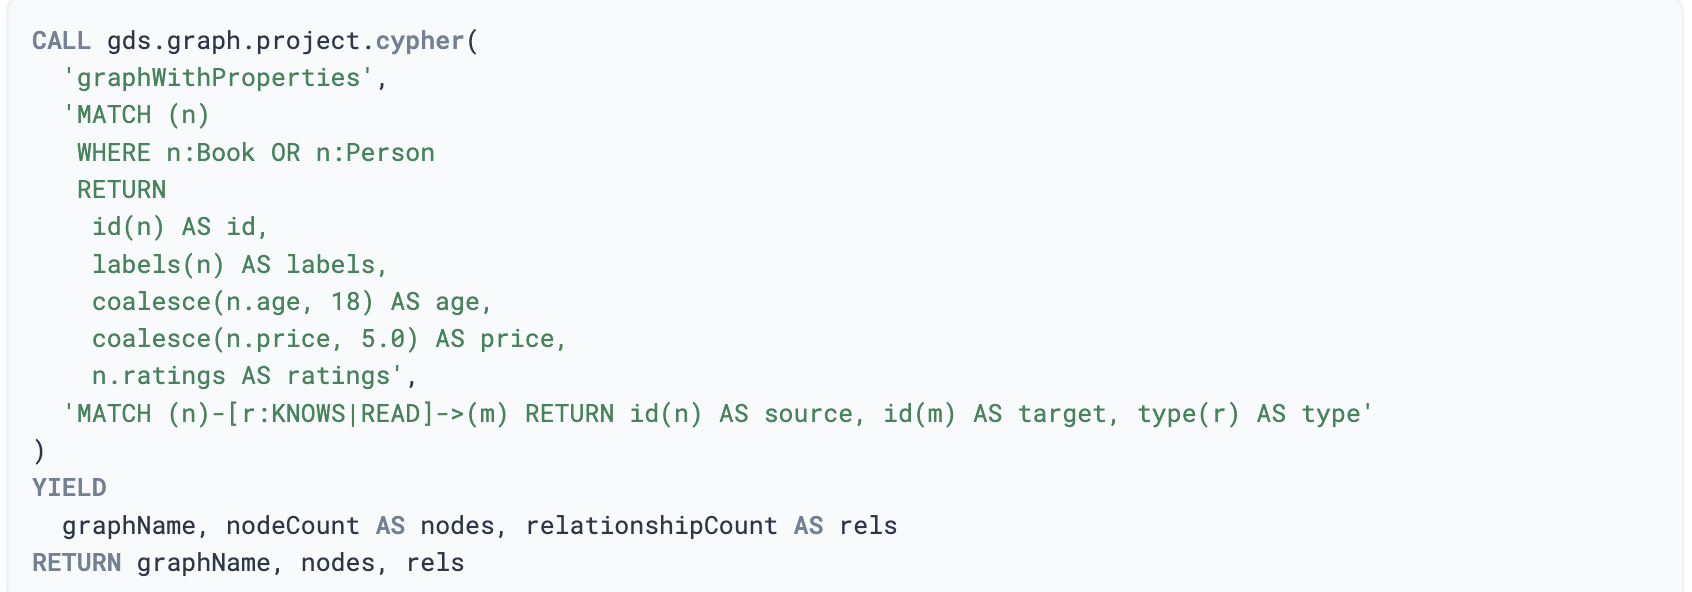 CALL gds.graph.project.cypher(
  'graphWithProperties',
  'MATCH (n)
   WHERE n:Book OR n:Person
   RETURN
    id(n) AS id,
    labels(n) AS labels,
    coalesce(n.age, 18) AS age,
    coalesce(n.price, 5.0) AS price,
    n.ratings AS ratings',
  'MATCH (n)-[r:KNOWS|READ]->(m) RETURN id(n) AS source, id(m) AS target, type(r) AS type'
)
YIELD
  graphName, nodeCount AS nodes, relationshipCount AS rels
RETURN graphName, nodes, rels